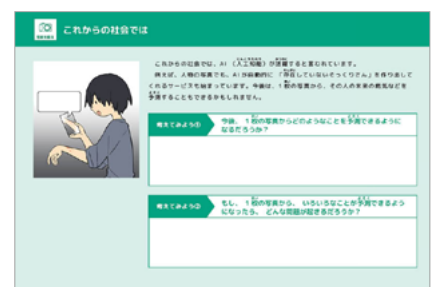 これからの社会では
これからの社会では、AI（人工知能）が活躍すると言われています。
例えば、人物の写真でも、AIが自動的に「存在していないそっくりさん」を作り出して
くれるサービスも始まっています。今後は、1枚の写真から、その人の未来の病気などを
予測することもできるかもしれません。
考えてみよう①
今後、1枚の写真からどのようなことを予測できるように
なるだろうか？
考えてみよう②
もし、1枚の写真から、いろいろなことが予測できるよう
になったら、どんな問題が起きるだろうか？